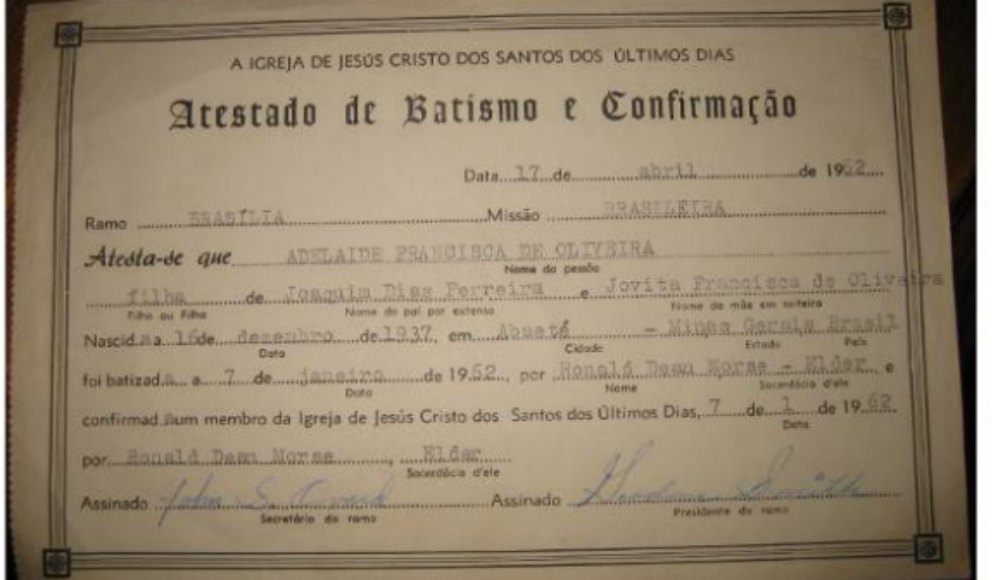 A IGREJA DE JESÚS CRISTO DOS SANTOS DOS ÚLTIMOS DIAS
Atestado de Batismo e Confirmação
Data 17 de abril de 1962
Ramo BRASÍLIA Missão BRASILEIRA
Atesta-se que ADELAIDE FRANCISCA DE OLIVEIRA
Nome da pessôa
filha de Joaquim Dias Ferreira e Jovita Francisca de Oliveira
Filho ou Filha Nome do pai por extenso Nome de mãe em solteira
Nascid a a 16 de dezembro de 1937, em Abaeté - Minas Gerais Brasil
Data Cidade Estado País
foi batizad a a 7 de janeiro de 1962, por Ronald Dean Morse - Elder, e
Data Nome Sacerdócio d'ele
confirmad a um membro da Igreja de Jesús Cristo dos Santos dos Últimos Dias, 7 de 1 de 1962
Data
por Ronald Dean Morse, Elder
Sacerdócio d'ele
Assinado John S. Assinado Smith
Secretário do ramo Presidente do ramo